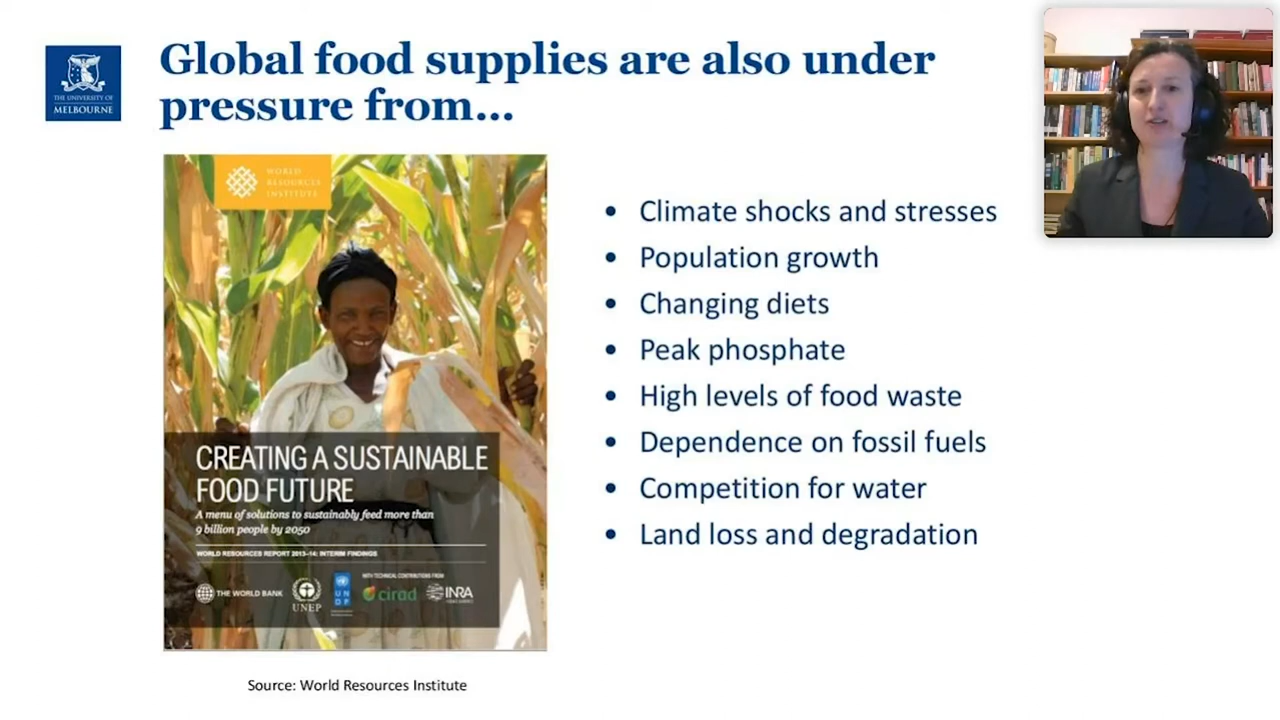 Global food supplies are also under
pressure from...
THE UNIVERSITY OF
MELBOURNE
WORLD
RESOURCES
INSTITUTE
CREATING A SUSTAINABLE
FOOD FUTURE
A menu of solutions to sustainably feed more than
9 billion people by 2050
WORLD RESOURCES REPORT 2013–14: INTERIM FINDINGS
WITH TECHNICAL CONTRIBUTIONS FROM
THE WORLD BANK
UNEP
U N
D P
cirad
INRA
Source: World Resources Institute
• Climate shocks and stresses
• Population growth
• Changing diets
• Peak phosphate
• High levels of food waste
• Dependence on fossil fuels
• Competition for water
• Land loss and degradation